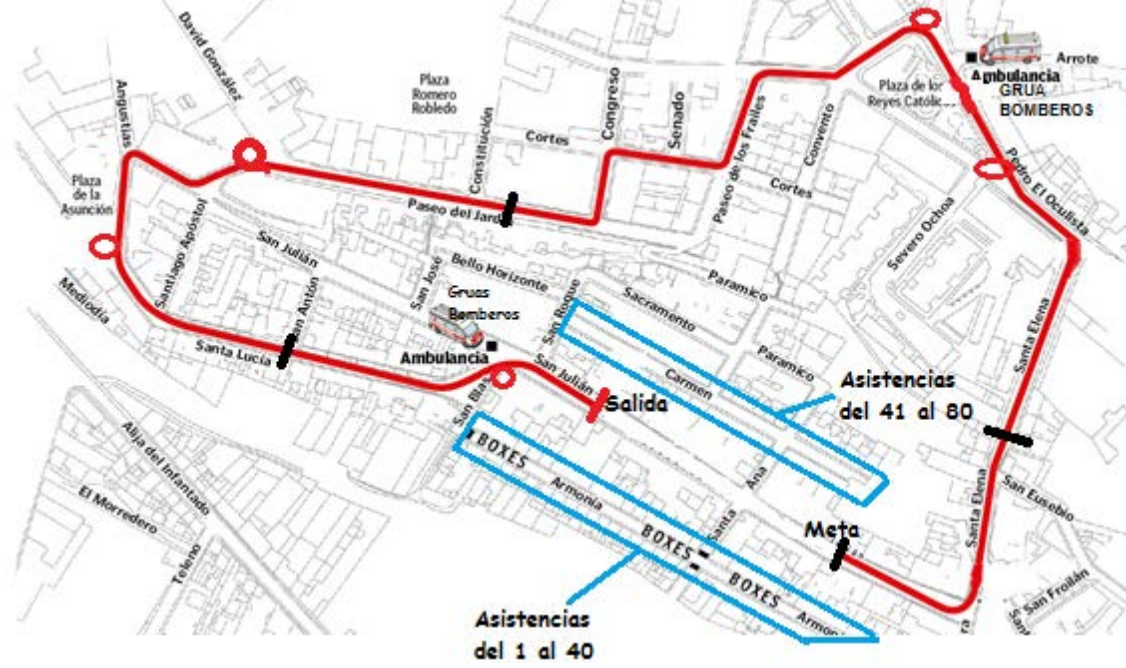 David González
Angustias
Plaza
Romero
Robledo
Constitución
Cortes
Congreso
Senado
Paseo de los Frailes
Convento
Cortes
Plaza de los
Reyes Católic...
Ambulancia
GRUA
BOMBEROS
Arrote
Pedro El Oculista
Plaza
de la
Asunción
Santiago Apóstol
San Julián
Paseo del Jard
San José
Bello Horizonte
Gruas
Bomberos
San Roque
Sacramento
Paramico
Paramico
Severo Ochoa
Santa Elena
Mediodía
Santa Lucía
San Antón
Ambulancia
San Blas
San Julián
Salida
Carmen
Asistencias
del 41 al 80
BOXES
Armonía
BOXES
Santa
Ana
BOXES
Armoní
Meta
Santa Elena
San Eusebio
San Froilán
Alija del Infantado
El Morredero
Teleno
Asistencias
del 1 al 40